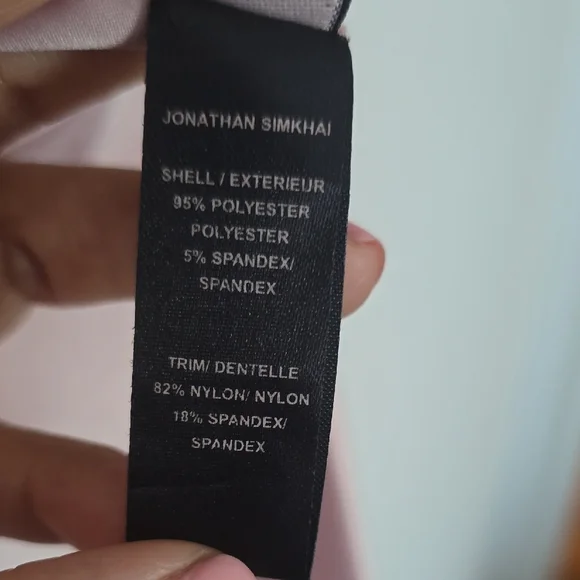 JONATHAN SIMKHAI
SHELL / EXTERIEUR
95% POLYESTER
POLYESTER
5% SPANDEX/
SPANDEX
TRIM/ DENTELLE
82% NYLON/ NYLON
18% SPANDEX/
SPANDEX